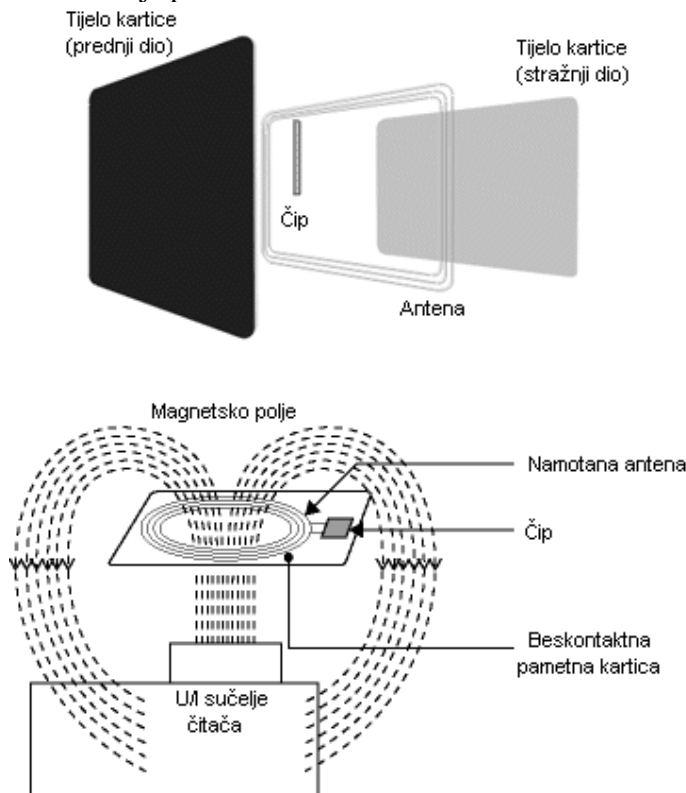 Tijelo kartice
(prednji dio)
Tijelo kartice
(stražnji dio)
Čip
Antena
Magnetsko polje
Namotana antena
Čip
Beskontaktna
pametna kartica
U/I sučelje
čitača